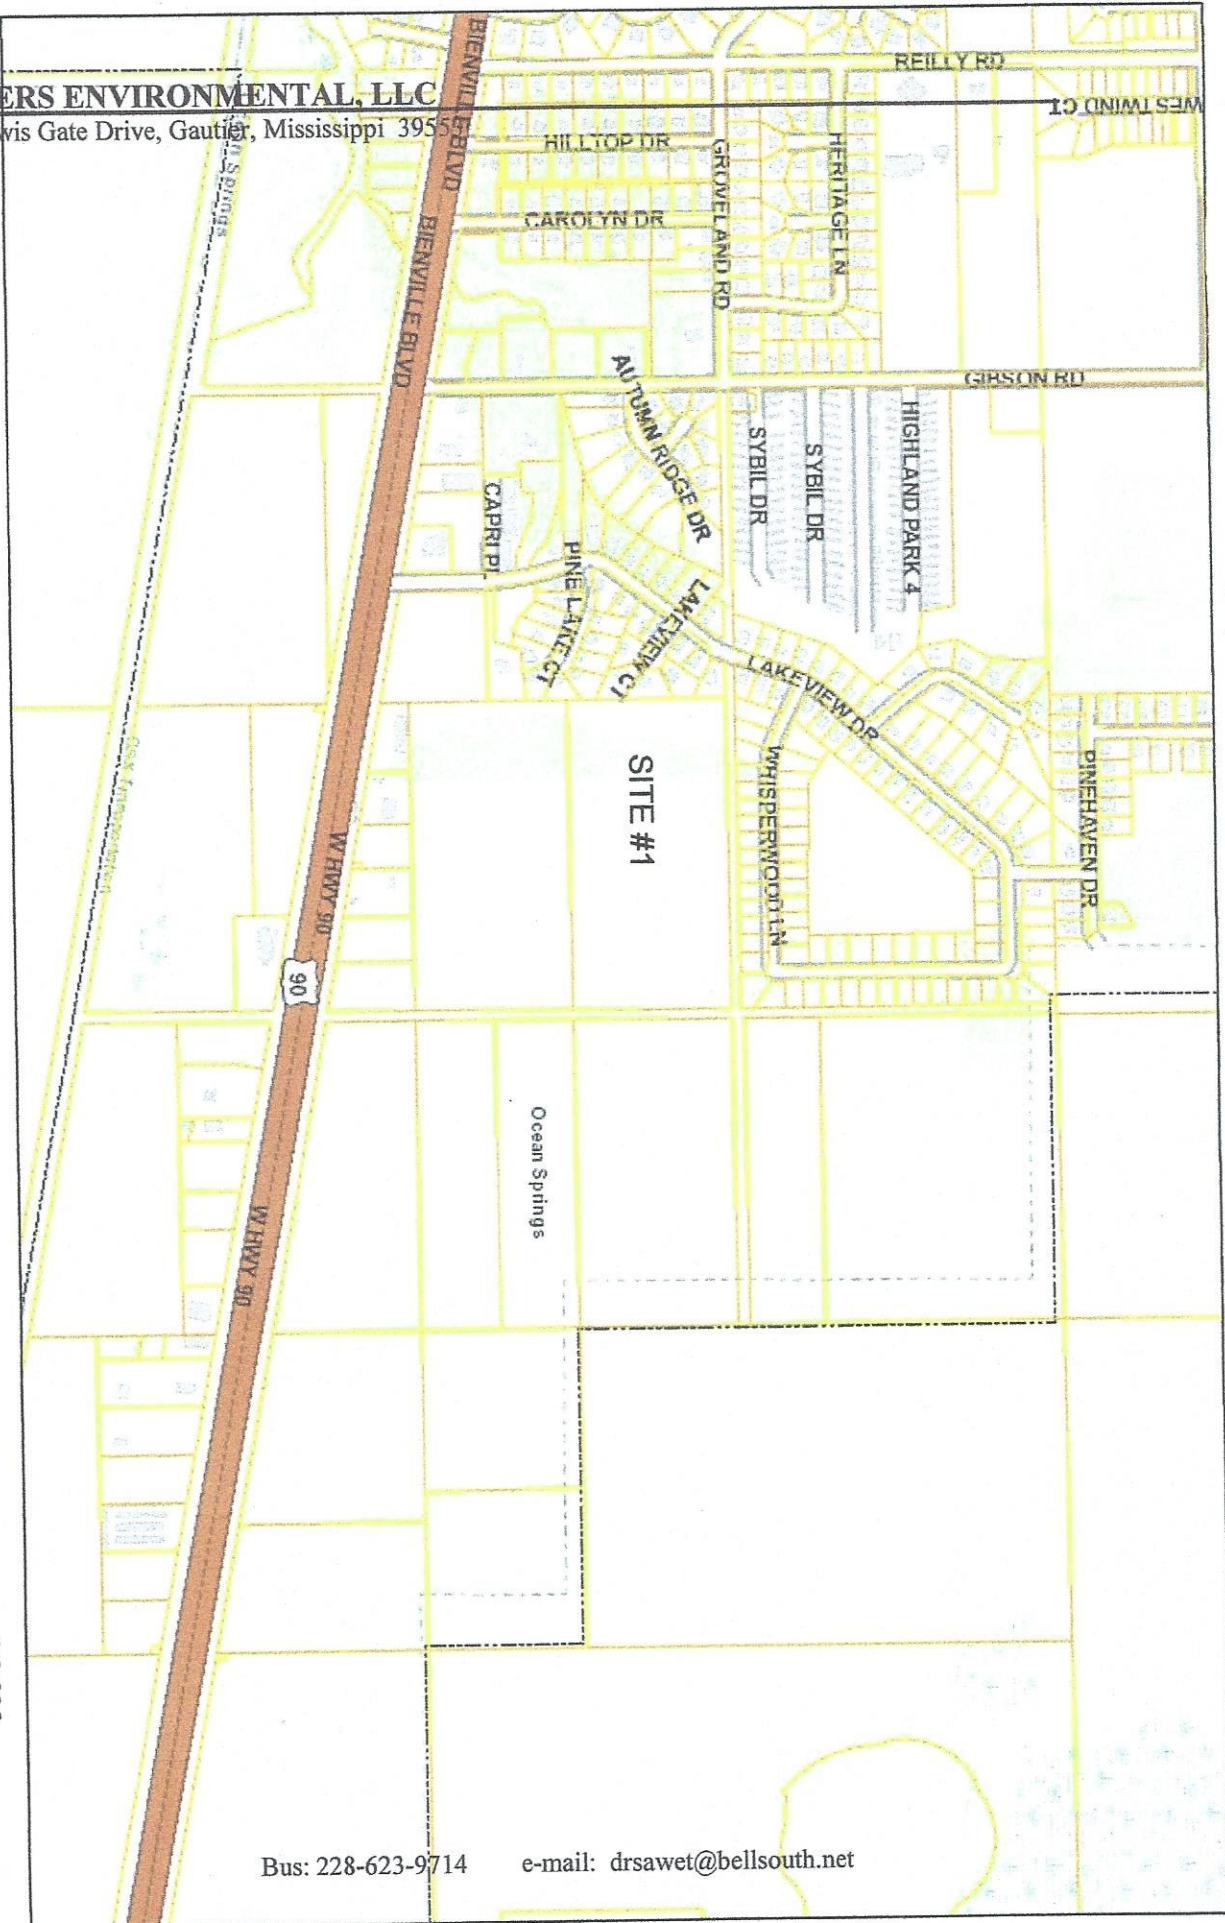 ERS ENVIRONMENTAL, LLC
wis Gate Drive, Gautier, Mississippi 3955
REILLY RD
WESTWIND CT
BIENVILLE BLVD
HILLTOP DR
GROVELAND RD
HERITAGE LN
CAROLYN DR
Springs
BIENVILLE BLVD
GIBSON RD
AUTUMN RIDGE DR
SYBIL DR
SYBIL DR
HIGHLAND PARK 4
CAPRI PL
PINE LAKE CT
LAKEVIEW CT
LAKEVIEW DR
WHISPERWOOD LN
PINEHAVEN DR
SITE #1
W HWY 90
90
Ocean Springs
W HWY 90
Bus: 228-623-9714 e-mail: drsawet@bellsouth.net